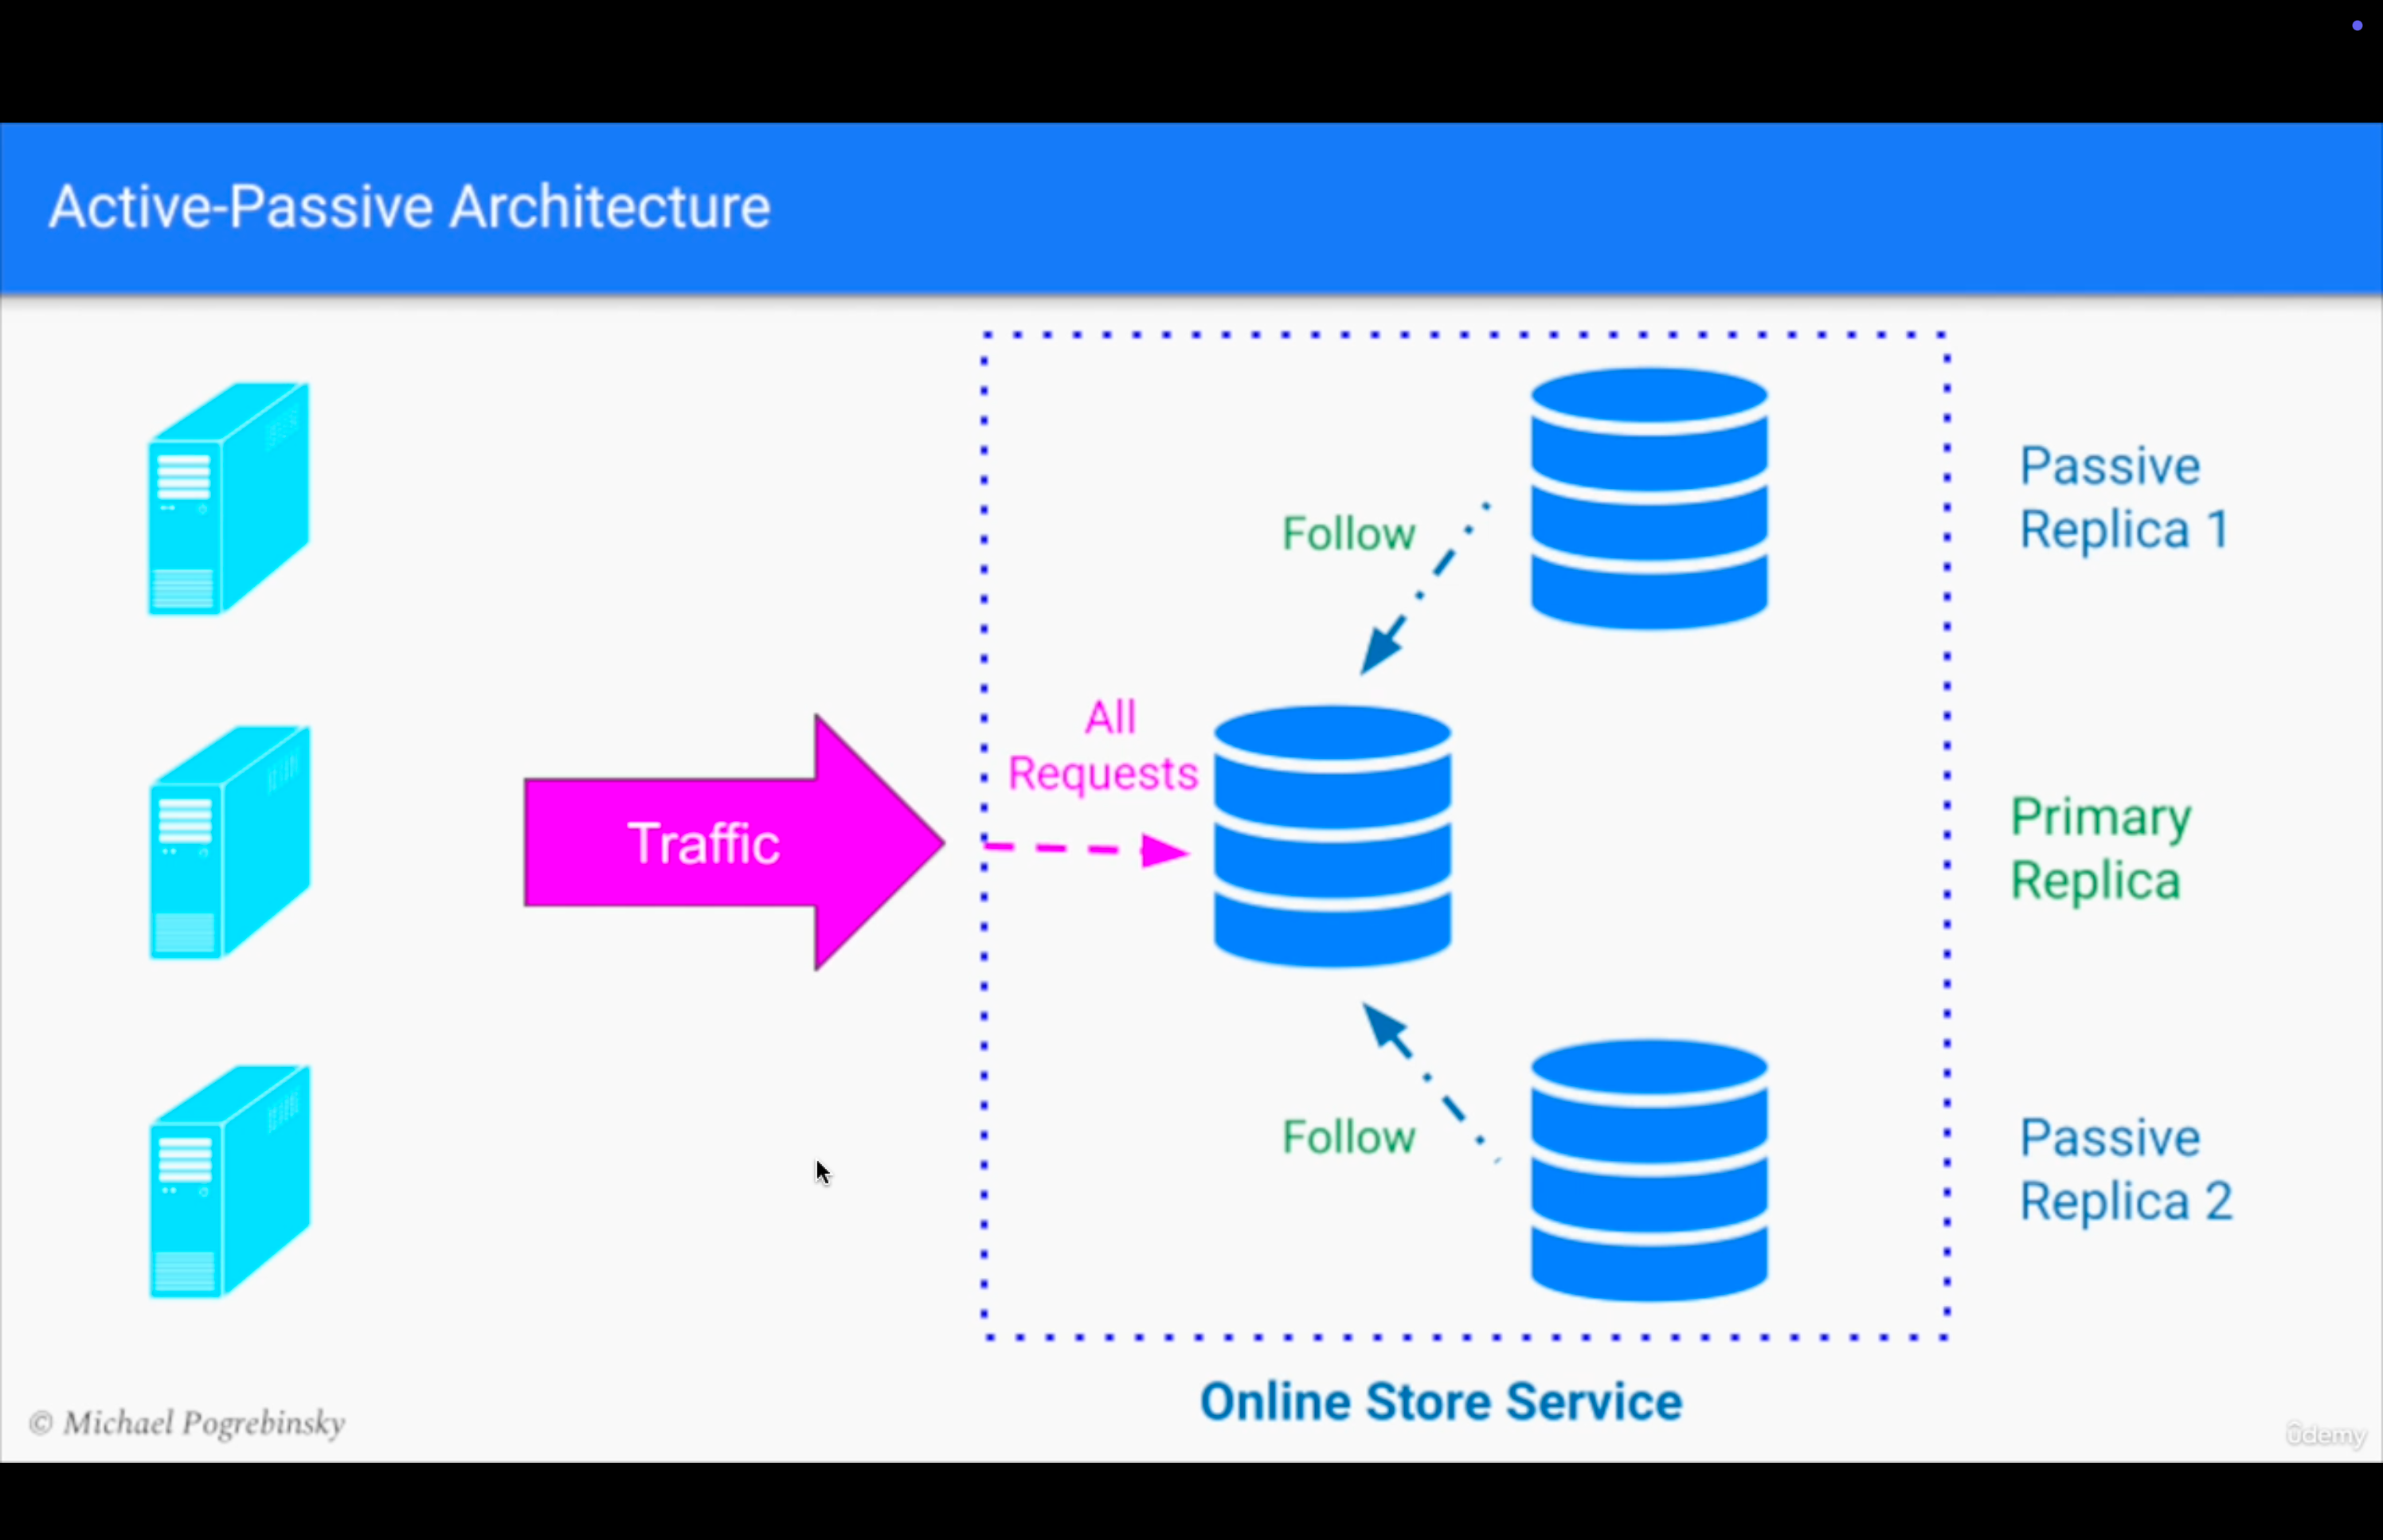 Active-Passive Architecture
Follow
Passive
Replica 1
All
Requests
Traffic
Primary
Replica
Follow
Passive
Replica 2
Online Store Service
© Michael Pogrebinsky
ûdemy